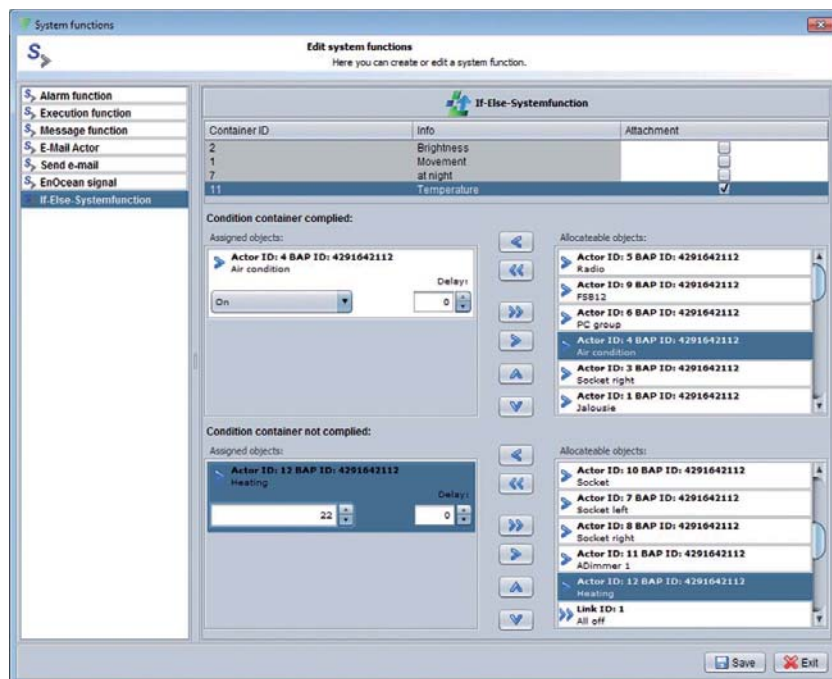 System functions
Edit system functions
Here you can create or edit a system function.
Alarm function
Execution function
Message function
E-Mail Actor
Send e-mail
EnOcean signal
If-Else-Systemfunction
If-Else-Systemfunction
Container ID Info Attachment
2 Brightness
1 Movement
7 at night
11 Temperature
Condition container complied:
Assigned objects:
Actor ID: 4 BAP ID: 4291642112
Air condition
Delay:
On 0
Allocateable objects:
Actor ID: 5 BAP ID: 4291642112
Radio
Actor ID: 9 BAP ID: 4291642112
FSB12
Actor ID: 6 BAP ID: 4291642112
PC group
Actor ID: 4 BAP ID: 4291642112
Air condition
Actor ID: 3 BAP ID: 4291642112
Socket right
Actor ID: 1 BAP ID: 4291642112
Jalousie
Condition container not complied:
Assigned objects:
Actor ID: 12 BAP ID: 4291642112
Heating
Delay:
22 0
Allocateable objects:
Actor ID: 10 BAP ID: 4291642112
Socket
Actor ID: 7 BAP ID: 4291642112
Socket left
Actor ID: 8 BAP ID: 4291642112
Socket right
Actor ID: 11 BAP ID: 4291642112
ADimmer 1
Actor ID: 12 BAP ID: 4291642112
Heating
Link ID: 1
All off
Save Exit